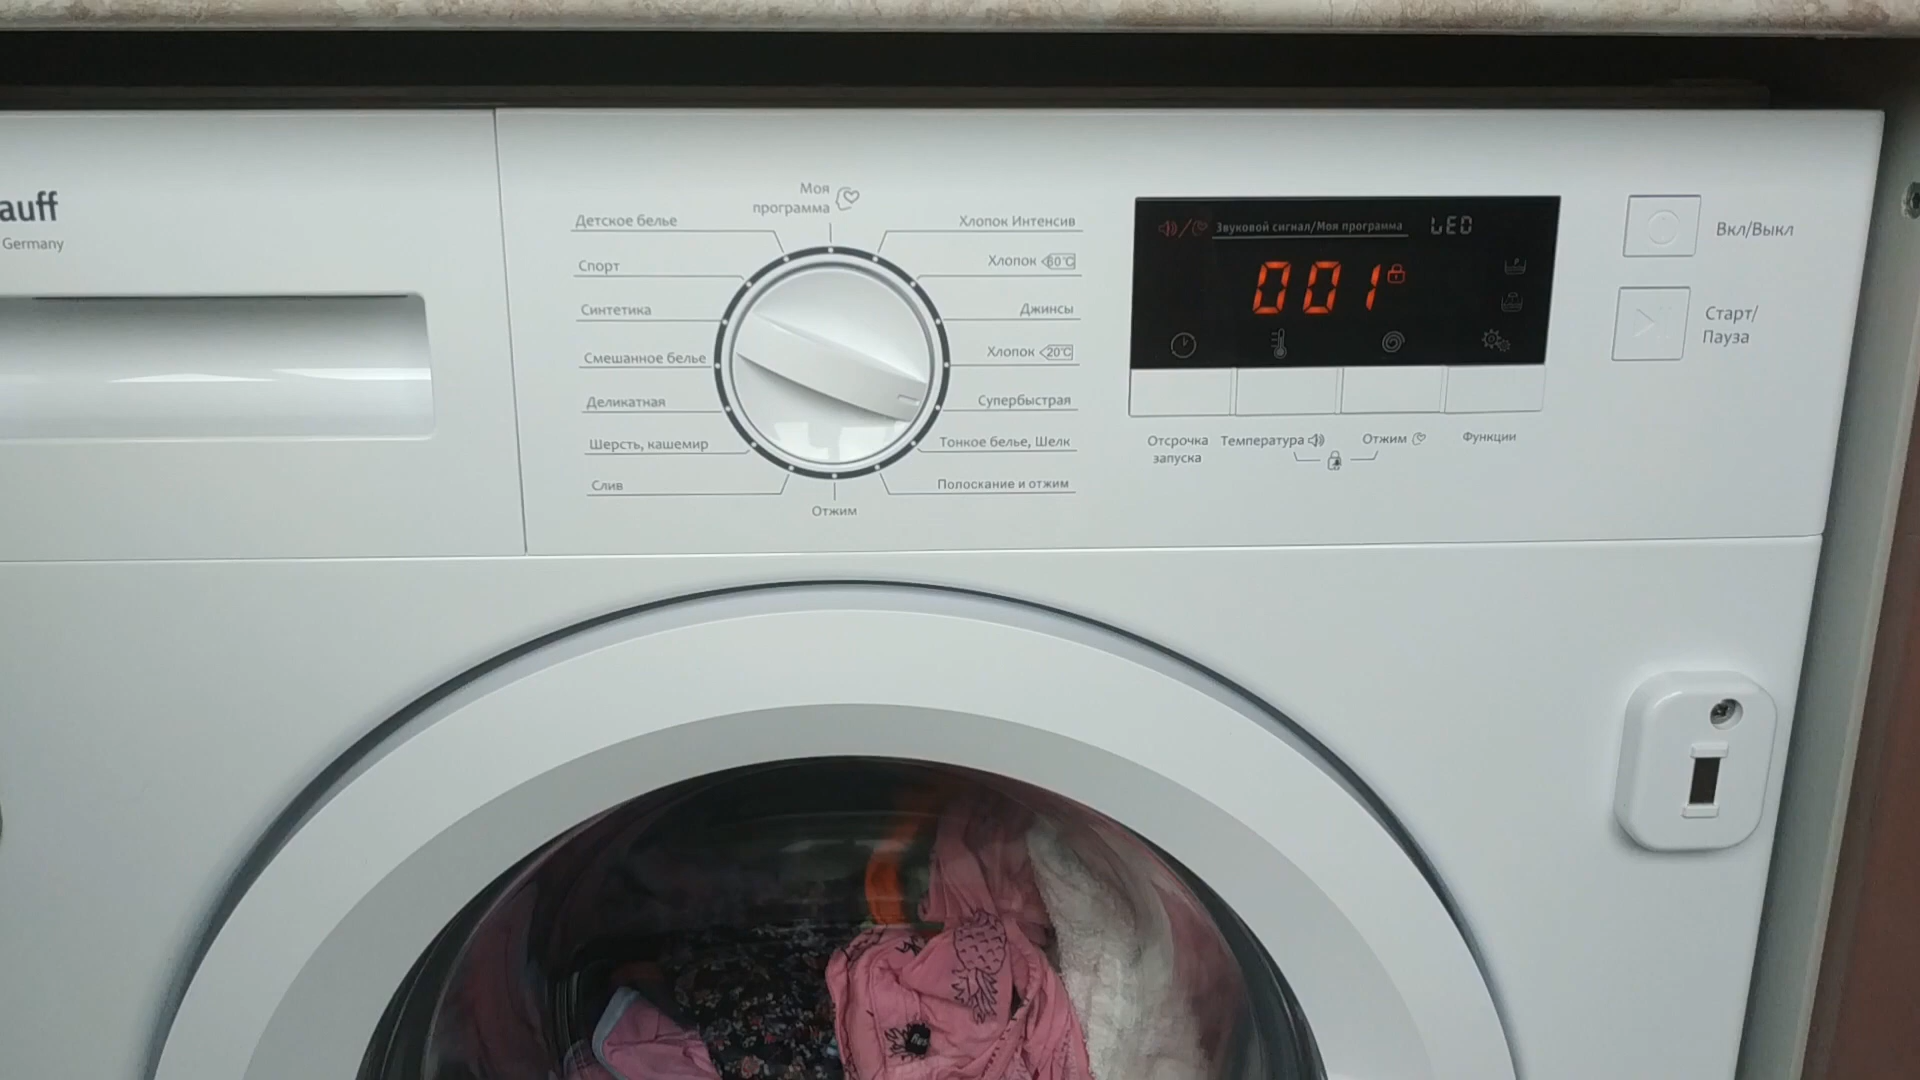 auff
Germany
Моя
программа
Детское белье
Спорт
Синтетика
Смешанное белье
Деликатная
Шерсть, кашемир
Слив
Отжим
Хлопок Интенсив
Хлопок 60°C
Джинсы
Хлопок 20°C
Супербыстрая
Тонкое белье, Шелк
Полоскание и отжим
Звуковой сигнал/Моя программа LED
001
Отсрочка
запуска
Температура
Отжим
Функции
Вкл/Выкл
Старт/
Пауза